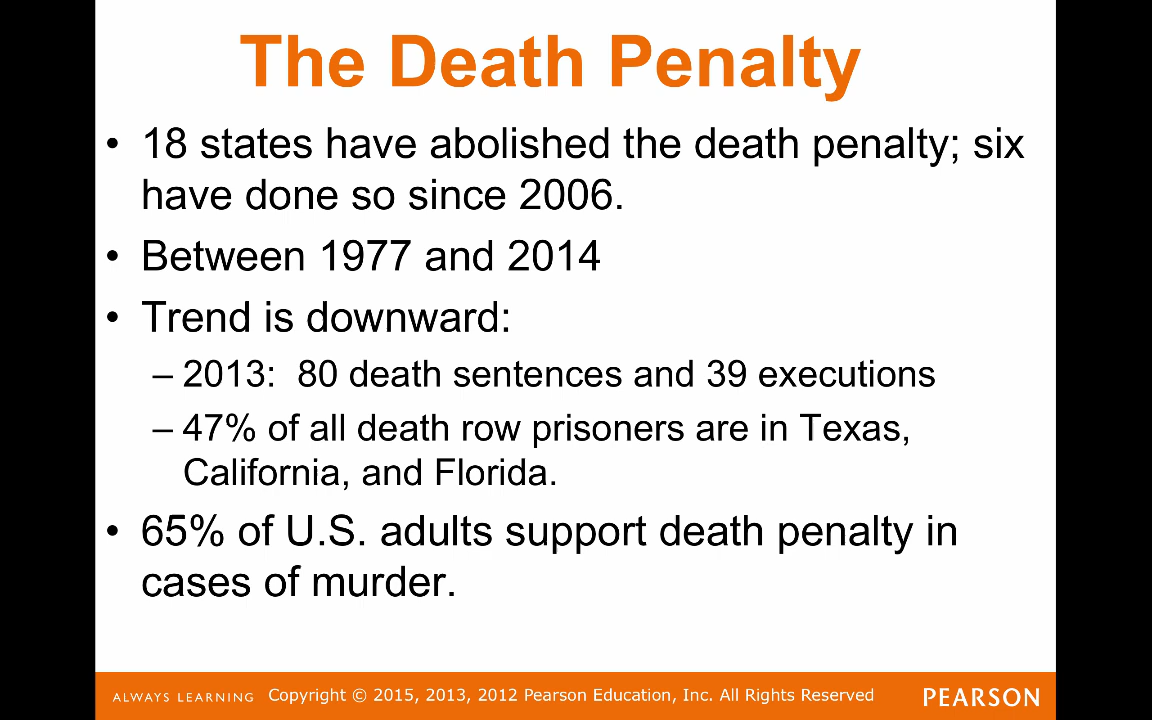 The Death Penalty
• 18 states have abolished the death penalty; six
have done so since 2006.
• Between 1977 and 2014
• Trend is downward:
– 2013:  80 death sentences and 39 executions
– 47% of all death row prisoners are in Texas,
California, and Florida.
• 65% of U.S. adults support death penalty in
cases of murder.
ALWAYS LEARNING Copyright © 2015, 2013, 2012 Pearson Education, Inc. All Rights Reserved PEARSON